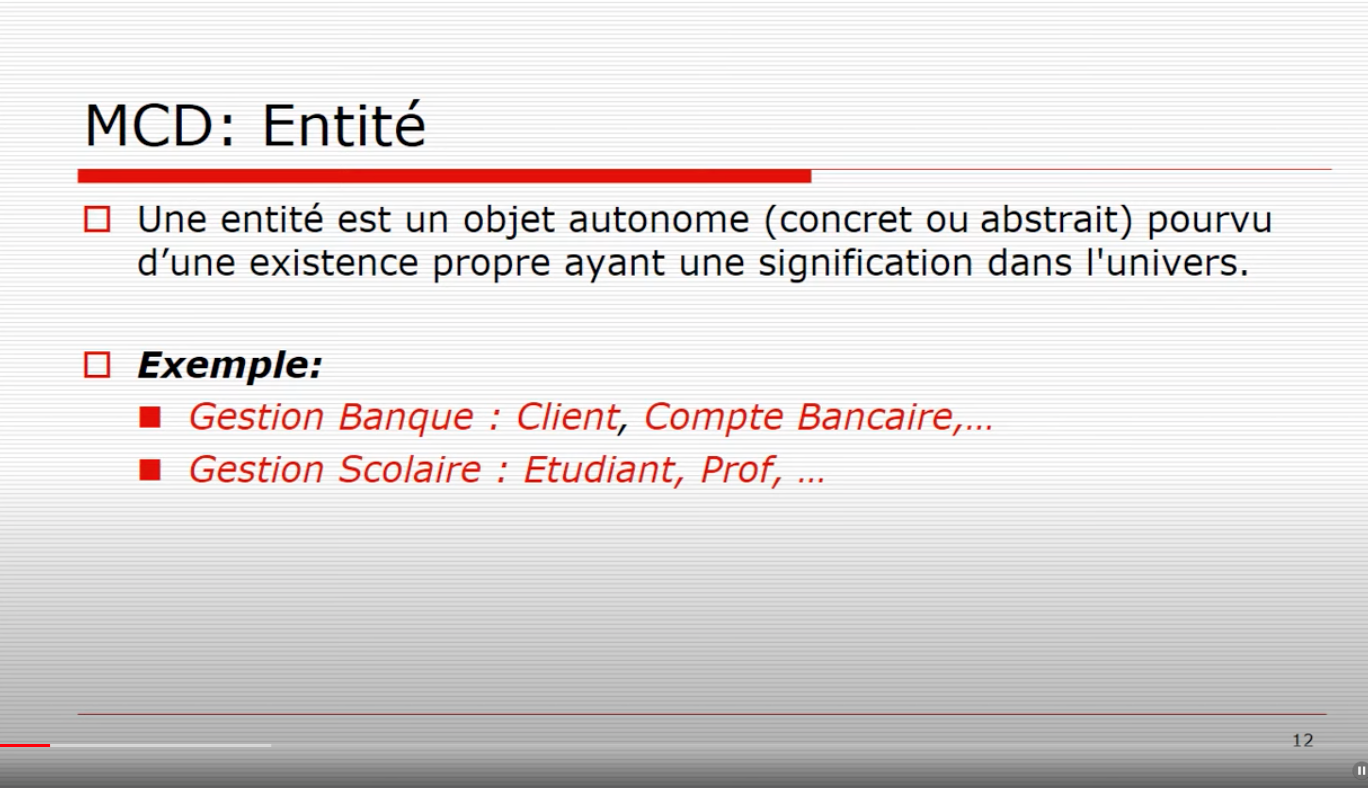 MCD: Entité
Une entité est un objet autonome (concret ou abstrait) pourvu
d’une existence propre ayant une signification dans l'univers.
Exemple:
Gestion Banque : Client, Compte Bancaire,…
Gestion Scolaire : Etudiant, Prof, …
12